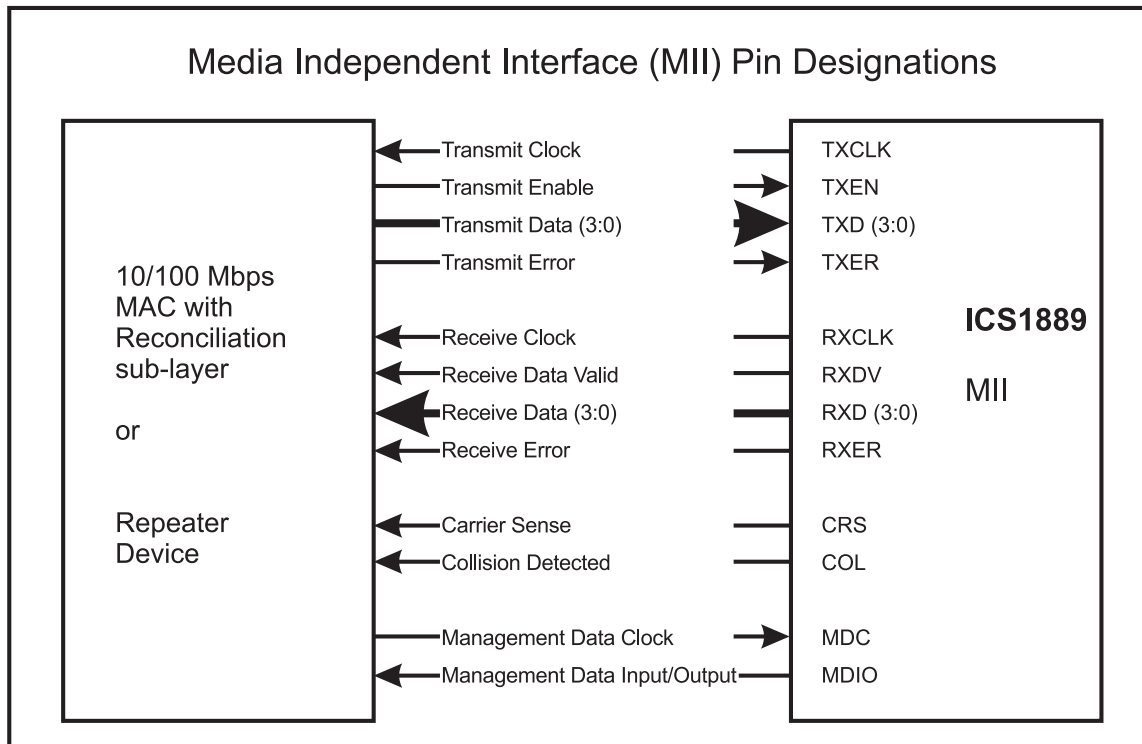 Media Independent Interface (MII) Pin Designations
10/100 Mbps
MAC with
Reconciliation
sub-layer
or
Repeater
Device
Transmit Clock
Transmit Enable
Transmit Data (3:0)
Transmit Error
Receive Clock
Receive Data Valid
Receive Data (3:0)
Receive Error
Carrier Sense
Collision Detected
Management Data Clock
Management Data Input/Output
TXCLK
TXEN
TXD (3:0)
TXER
RXCLK
RXDV
RXD (3:0)
RXER
CRS
COL
MDC
MDIO
ICS1889
MII